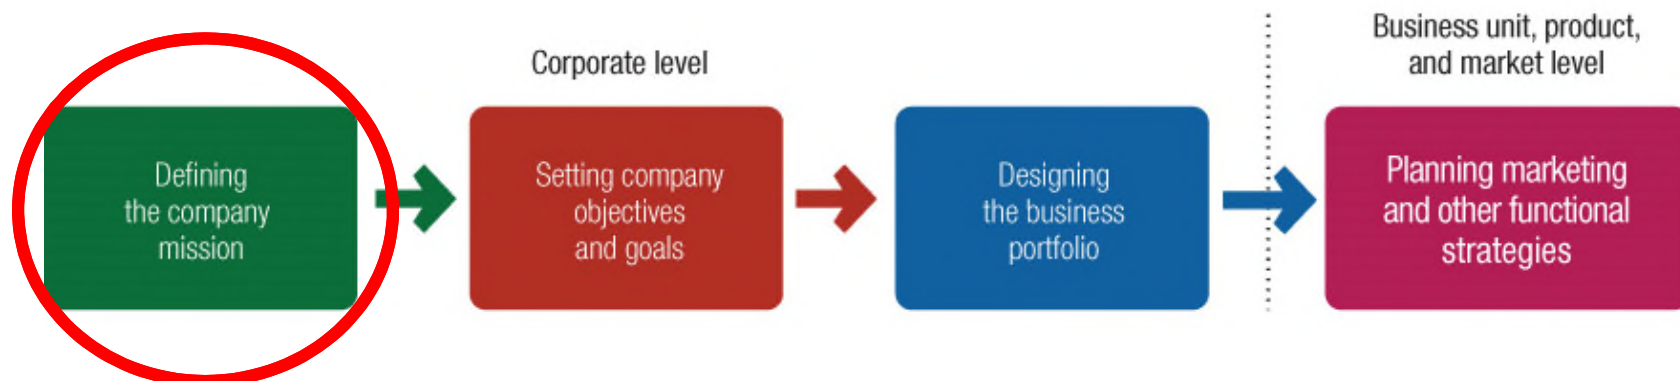 Corporate level
Business unit, product,
and market level
Defining
the company
mission
Setting company
objectives
and goals
Designing
the business
portfolio
Planning marketing
and other functional
strategies